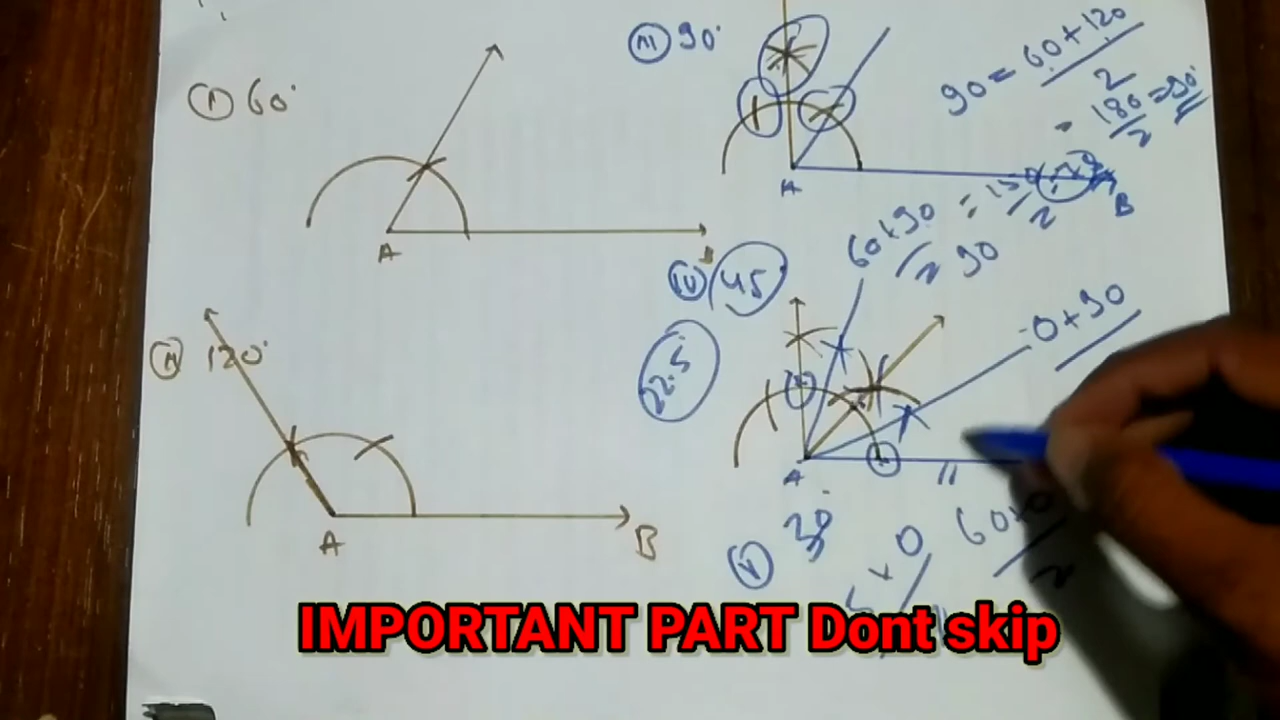 (I) 60°
A
(II) 120°
A B
(III) 90°
A
B
90 = 60 + 120
2
= 180 = 90°
2
(IV) 45
22.5
60 + 90
2
90
0 + 90
A
(V) 30
60 + 0
2
IMPORTANT PART Dont skip